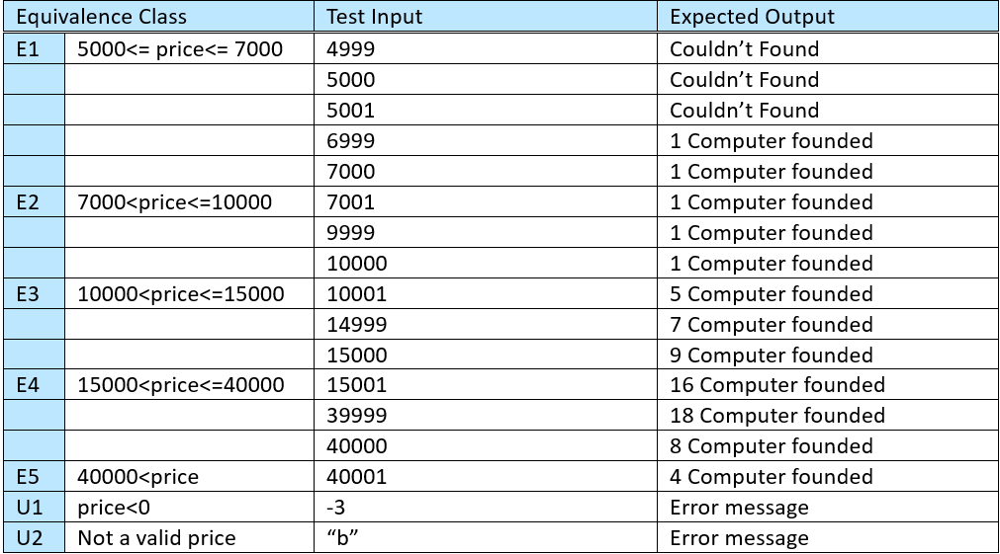 Equivalence Class Test Input Expected Output
E1 5000<= price<= 7000 4999 Couldn’t Found
5000 Couldn’t Found
5001 Couldn’t Found
6999 1 Computer founded
7000 1 Computer founded
E2 7000<price<=10000 7001 1 Computer founded
9999 1 Computer founded
10000 1 Computer founded
E3 10000<price<=15000 10001 5 Computer founded
14999 7 Computer founded
15000 9 Computer founded
E4 15000<price<=40000 15001 16 Computer founded
39999 18 Computer founded
40000 8 Computer founded
E5 40000<price 40001 4 Computer founded
U1 price<0 -3 Error message
U2 Not a valid price “b” Error message